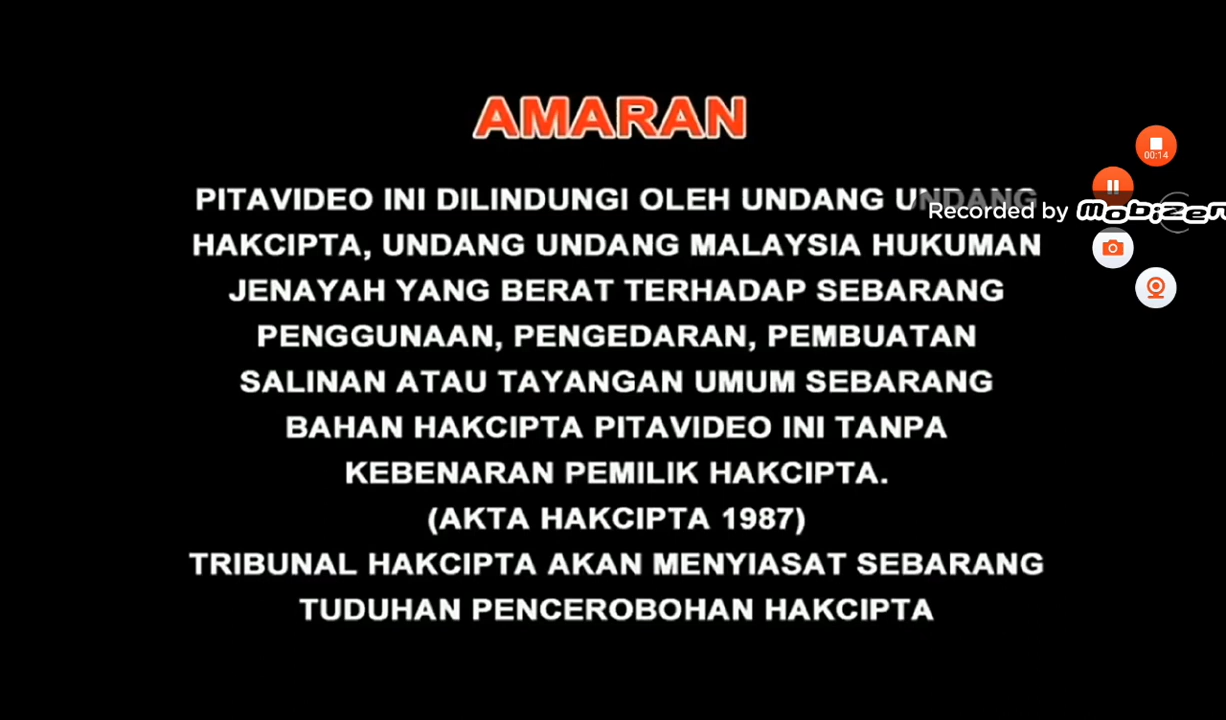 AMARAN
PITAVIDEO INI DILINDUNGI OLEH UNDANG UNDANG
HAKCIPTA, UNDANG UNDANG MALAYSIA HUKUMAN
JENAYAH YANG BERAT TERHADAP SEBARANG
PENGGUNAAN, PENGEDARAN, PEMBUATAN
SALINAN ATAU TAYANGAN UMUM SEBARANG
BAHAN HAKCIPTA PITAVIDEO INI TANPA
KEBENARAN PEMILIK HAKCIPTA.
(AKTA HAKCIPTA 1987)
TRIBUNAL HAKCIPTA AKAN MENYIASAT SEBARANG
TUDUHAN PENCEROBOHAN HAKCIPTA
00:14
Recorded by mobizen